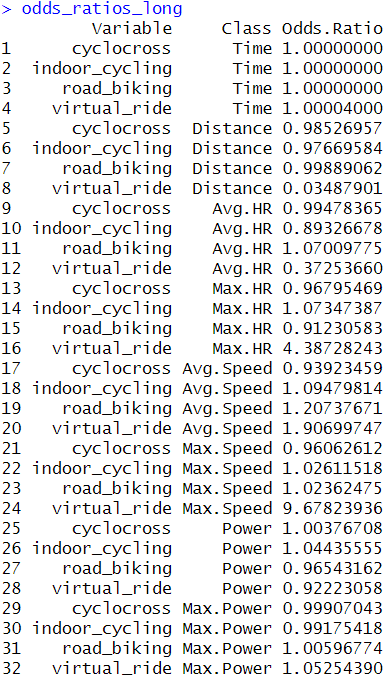 > odds_ratios_long
Variable Class Odds.Ratio
1 cyclocross Time 1.00000000
2 indoor_cycling Time 1.00000000
3 road_biking Time 1.00000000
4 virtual_ride Time 1.00004000
5 cyclocross Distance 0.98526957
6 indoor_cycling Distance 0.97669584
7 road_biking Distance 0.99889062
8 virtual_ride Distance 0.03487901
9 cyclocross Avg.HR 0.99478365
10 indoor_cycling Avg.HR 0.89326678
11 road_biking Avg.HR 1.07009775
12 virtual_ride Avg.HR 0.37253660
13 cyclocross Max.HR 0.96795469
14 indoor_cycling Max.HR 1.07347387
15 road_biking Max.HR 0.91230583
16 virtual_ride Max.HR 4.38728243
17 cyclocross Avg.Speed 0.93923459
18 indoor_cycling Avg.Speed 1.09479814
19 road_biking Avg.Speed 1.20737671
20 virtual_ride Avg.Speed 1.90699747
21 cyclocross Max.Speed 0.96062612
22 indoor_cycling Max.Speed 1.02611518
23 road_biking Max.Speed 1.02362475
24 virtual_ride Max.Speed 9.67823936
25 cyclocross Power 1.00376708
26 indoor_cycling Power 1.04435555
27 road_biking Power 0.96543162
28 virtual_ride Power 0.92223058
29 cyclocross Max.Power 0.99907043
30 indoor_cycling Max.Power 0.99175418
31 road_biking Max.Power 1.00596774
32 virtual_ride Max.Power 1.05254390